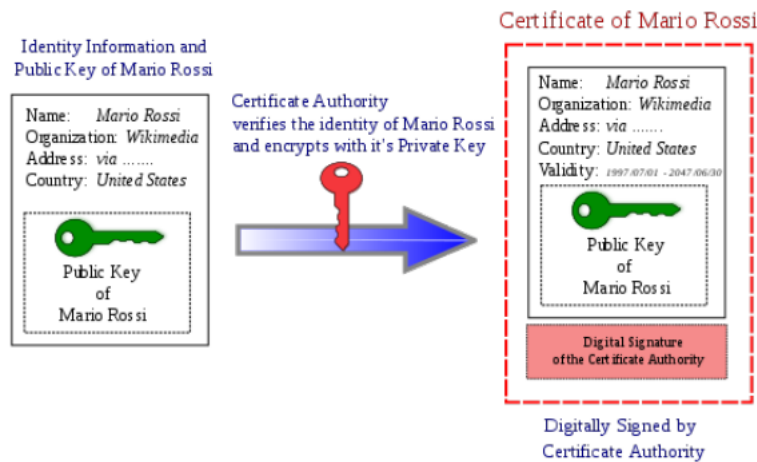 Identity Information and
Public Key of Mario Rossi
Name: Mario Rossi
Organization: Wikimedia
Address: via .......
Country: United States
Public Key
of
Mario Rossi
Certificate Authority
verifies the identity of Mario Rossi
and encrypts with it's Private Key
Certificate of Mario Rossi
Name: Mario Rossi
Organization: Wikimedia
Address: via .......
Country: United States
Validity: 1997/07/01 - 2047/06/30
Public Key
of
Mario Rossi
Digital Signature
of the Certificate Authority
Digitally Signed by
Certificate Authority